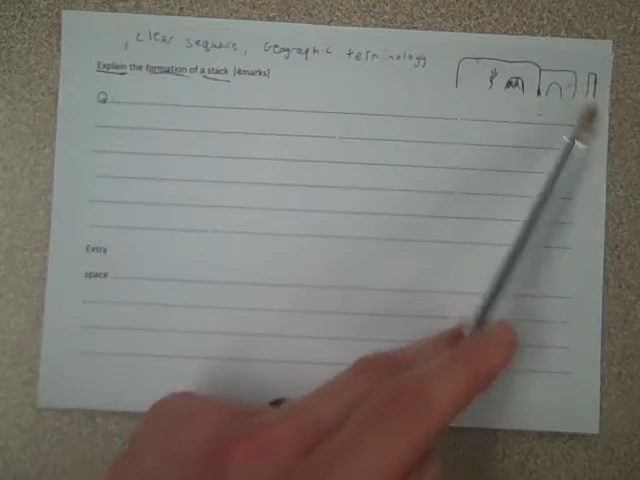 , clear sequence, Geographic terminology
Explain the formation of a stack (4marks)
Q.
Extra
space